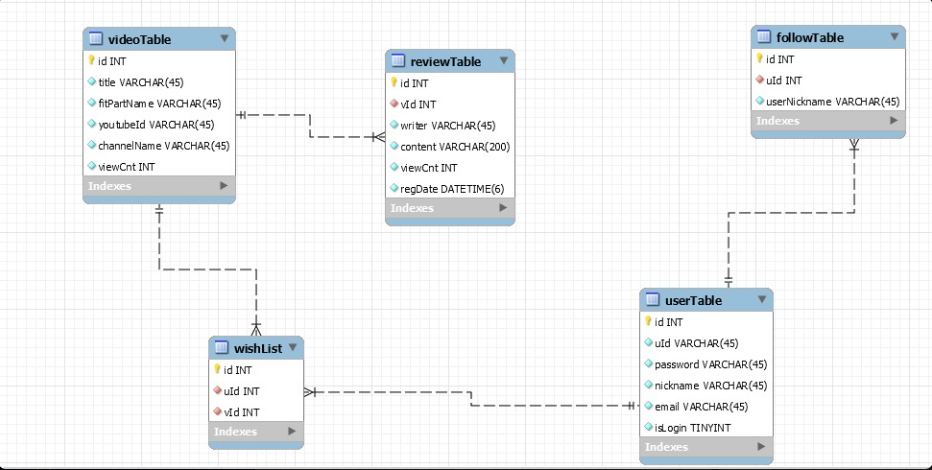 videoTable
id INT
title VARCHAR(45)
fitPartName VARCHAR(45)
youtubeId VARCHAR(45)
channelName VARCHAR(45)
viewCnt INT
Indexes
reviewTable
id INT
vId INT
writer VARCHAR(45)
content VARCHAR(200)
viewCnt INT
regDate DATETIME(6)
Indexes
followTable
id INT
uId INT
userNickname VARCHAR(45)
Indexes
wishList
id INT
uId INT
vId INT
Indexes
userTable
id INT
uId VARCHAR(45)
password VARCHAR(45)
nickname VARCHAR(45)
email VARCHAR(45)
isLogin TINYINT
Indexes